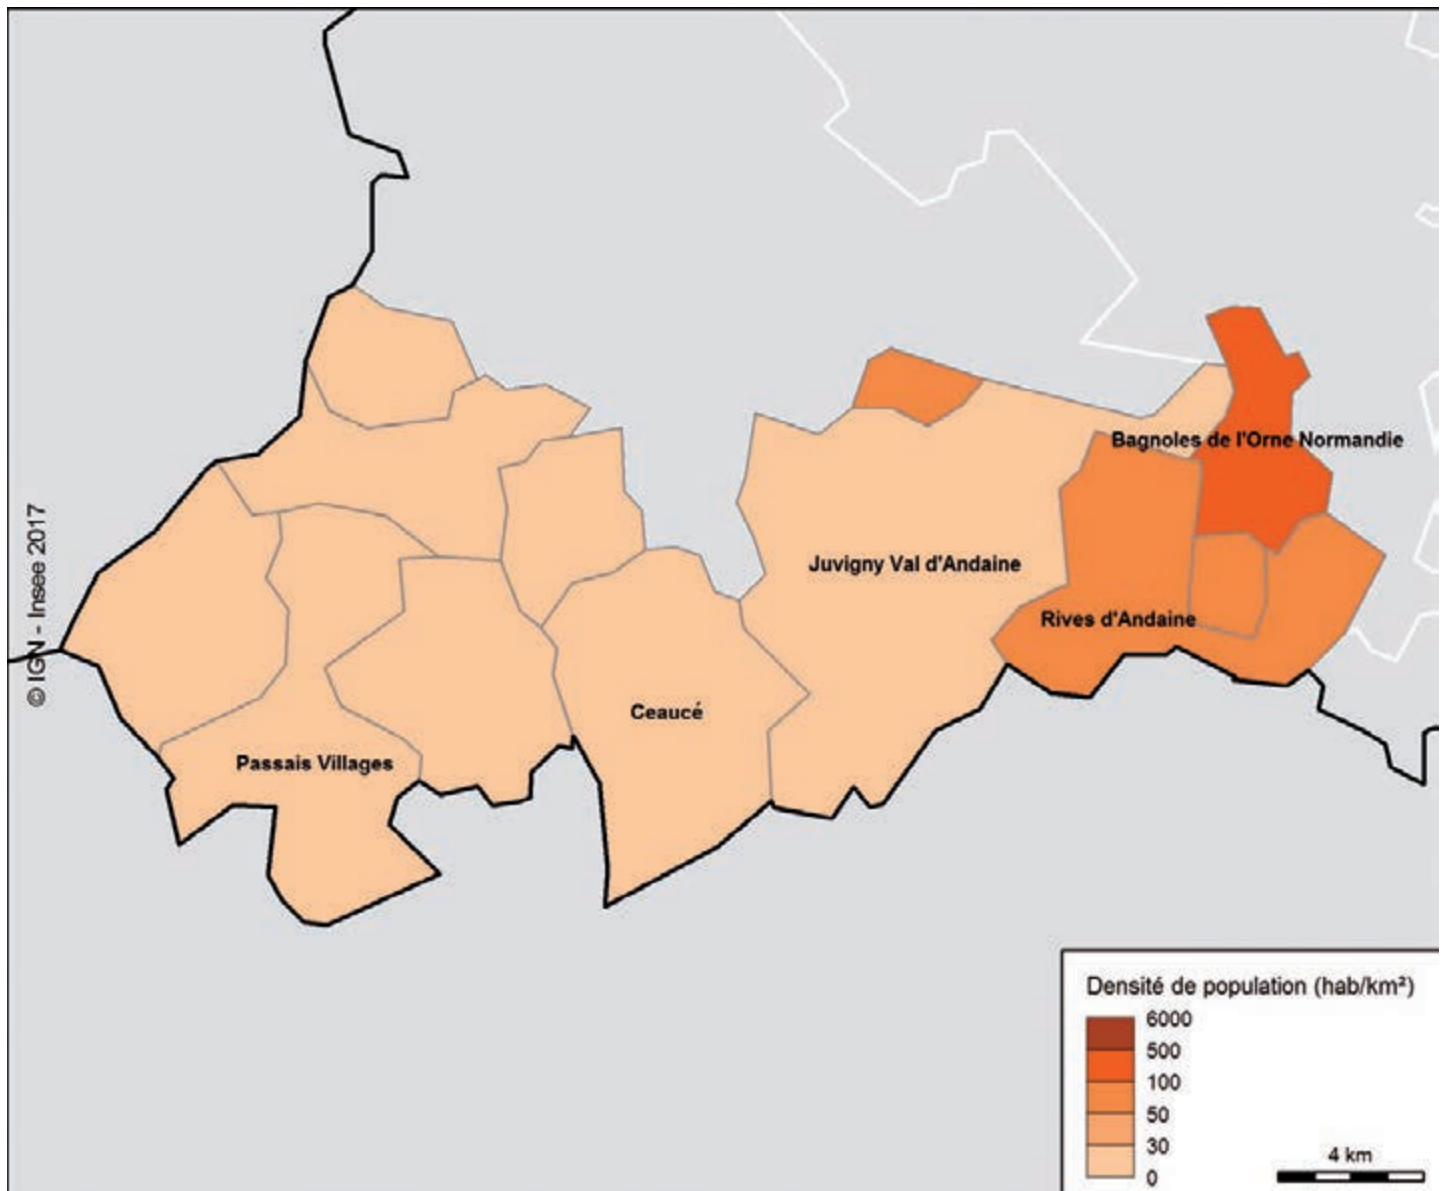 Bagnoles de l'Orne Normandie
© IGN - Insee 2017
Juvigny Val d'Andaine
Rives d'Andaine
Ceaucé
Passais Villages
Densité de population (hab/km²)
6000
500
100
50
30
0
4 km